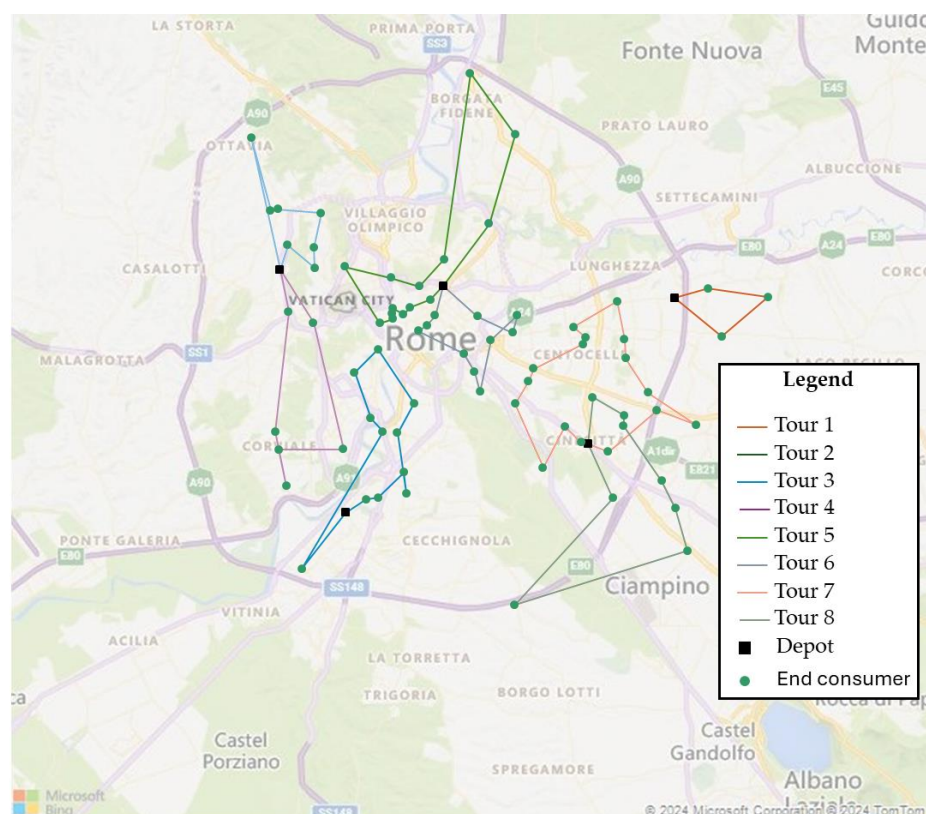 LA STORTA
PRIMA PORTA
Guido
Monte
SS3
Fonte Nuova
E45
BORGATA
FIDENE
A90
PRATO LAURO
OTTAVIA
ALBUCCIONE
A90
SETTECAMINI
VILLAGGIO
OLIMPICO
E80
A24
E80
CASALOTTI
LUNGHEZZA
CORCO
VATICAN CITY
Rome
MALAGROTTA
SS1
CENTOCELLE
Legend
Tour 1
Tour 2
Tour 3
Tour 4
Tour 5
Tour 6
Tour 7
Tour 8
Depot
End consumer
CORVIALE
CINECITTÀ
A1dir
E821
A90
PONTE GALERIA
CECCHIGNOLA
E80
E80
SS148
Ciampino
VITINIA
ACILIA
LA TORRETTA
TRIGORIA
BORGO LOTTI
Castel
Porziano
Castel
Gandolfo
SPREGAMORE
Albano
Laziale
Microsoft
Bing
SS148
© 2024 Microsoft Corporation © 2024 TomTom